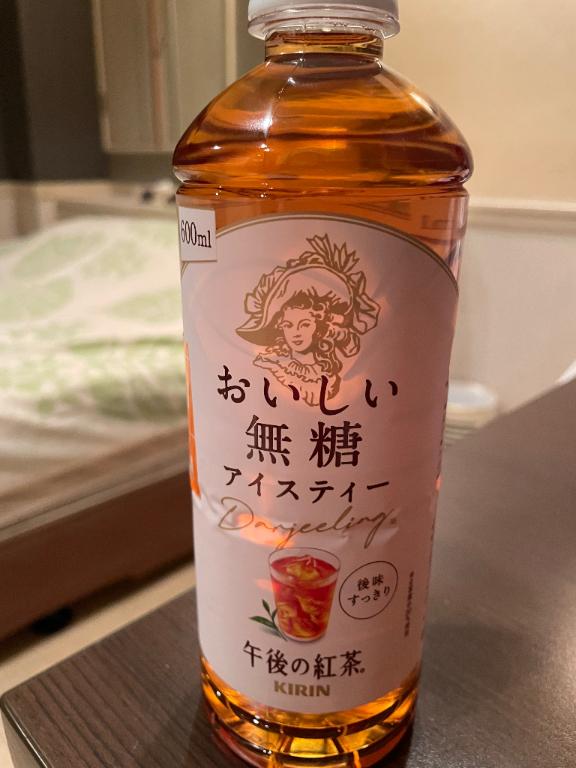 600ml
おいしい
無糖
アイスティー
Darjeeling
後味
すっきり
午後の紅茶
KIRIN